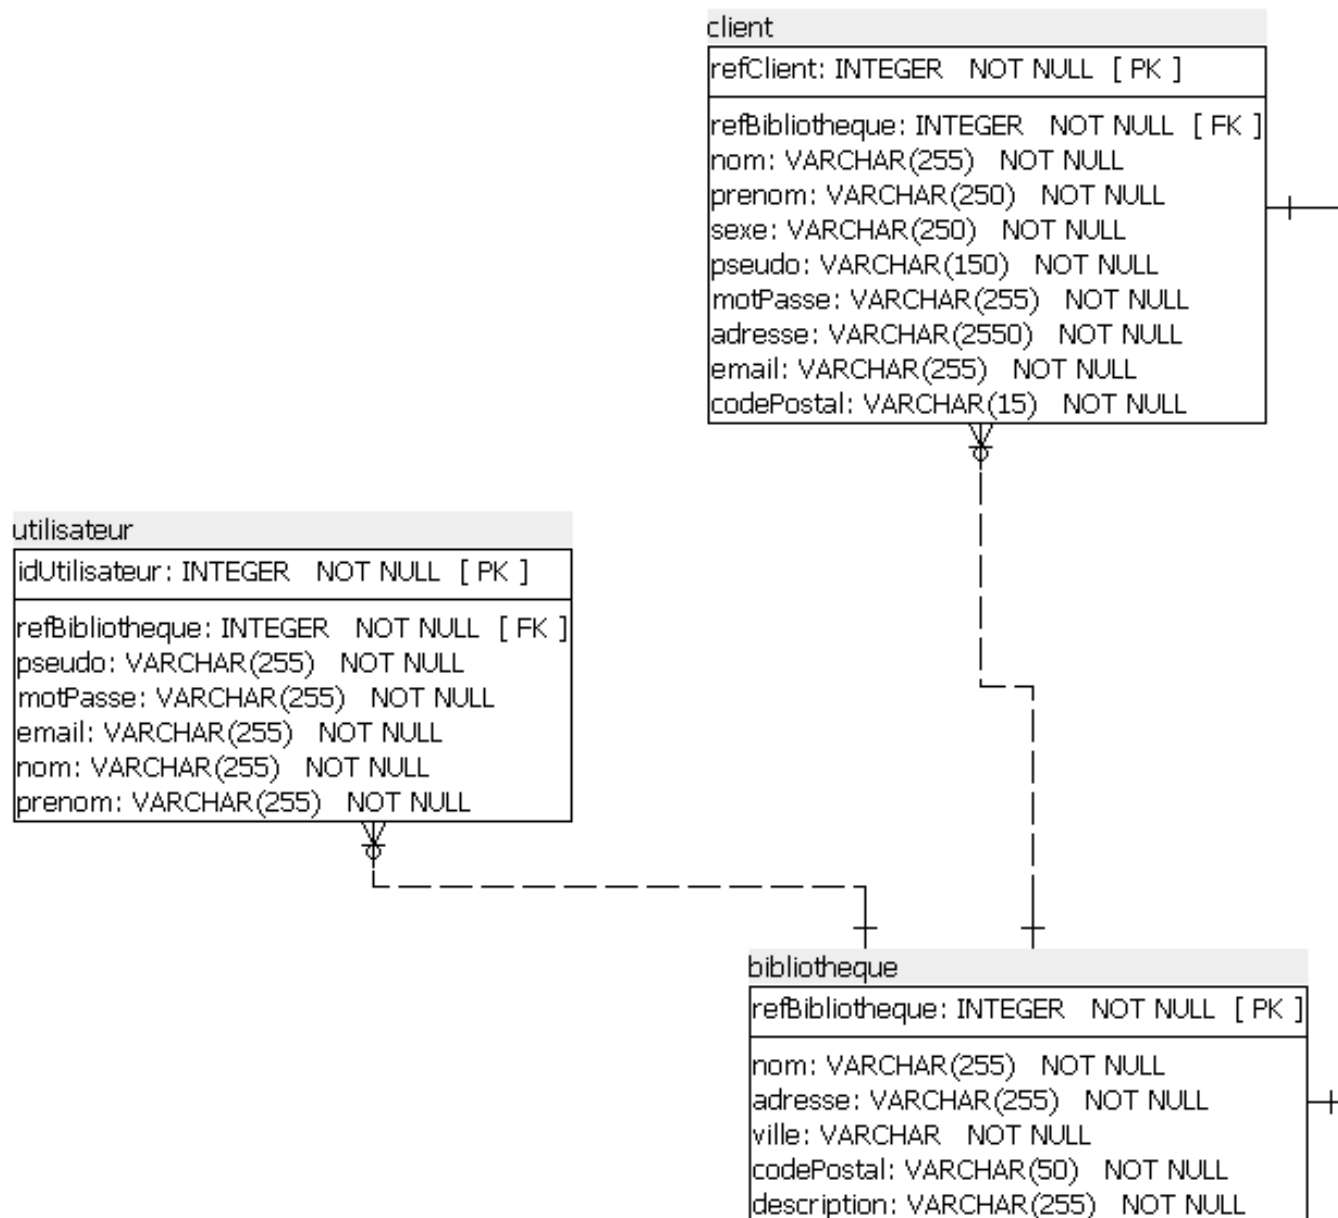 client
refClient: INTEGER NOT NULL [ PK ]
refBibliotheque: INTEGER NOT NULL [ FK ]
nom: VARCHAR(255) NOT NULL
prenom: VARCHAR(250) NOT NULL
sexe: VARCHAR(250) NOT NULL
pseudo: VARCHAR(150) NOT NULL
motPasse: VARCHAR(255) NOT NULL
adresse: VARCHAR(2550) NOT NULL
email: VARCHAR(255) NOT NULL
codePostal: VARCHAR(15) NOT NULL
utilisateur
idUtilisateur: INTEGER NOT NULL [ PK ]
refBibliotheque: INTEGER NOT NULL [ FK ]
pseudo: VARCHAR(255) NOT NULL
motPasse: VARCHAR(255) NOT NULL
email: VARCHAR(255) NOT NULL
nom: VARCHAR(255) NOT NULL
prenom: VARCHAR(255) NOT NULL
bibliotheque
refBibliotheque: INTEGER NOT NULL [ PK ]
nom: VARCHAR(255) NOT NULL
adresse: VARCHAR(255) NOT NULL
ville: VARCHAR NOT NULL
codePostal: VARCHAR(50) NOT NULL
description: VARCHAR(255) NOT NULL